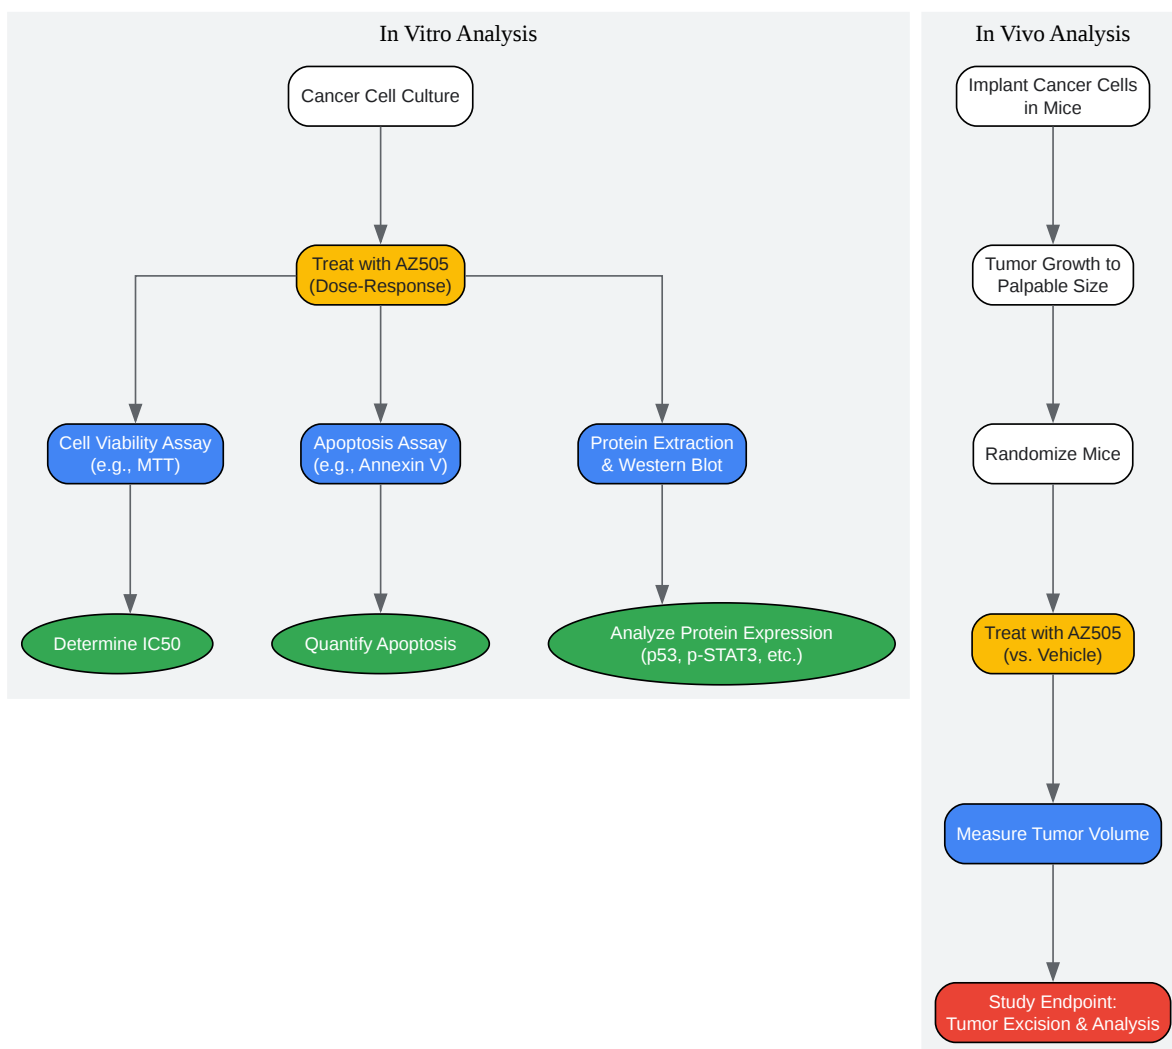 In Vitro Analysis
Cancer Cell Culture
Treat with AZ505
(Dose-Response)
Cell Viability Assay
(e.g., MTT)
Apoptosis Assay
(e.g., Annexin V)
Protein Extraction
& Western Blot
Determine IC50
Quantify Apoptosis
Analyze Protein Expression
(p53, p-STAT3, etc.)
In Vivo Analysis
Implant Cancer Cells
in Mice
Tumor Growth to
Palpable Size
Randomize Mice
Treat with AZ505
(vs. Vehicle)
Measure Tumor Volume
Study Endpoint:
Tumor Excision & Analysis